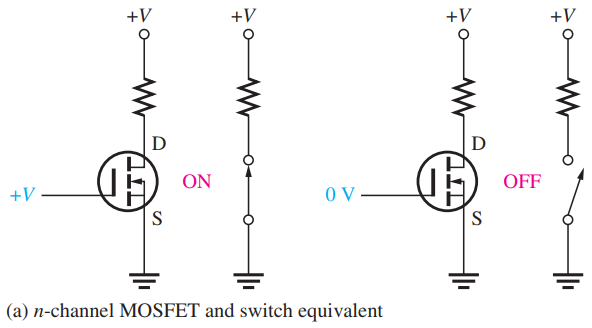 +V +V +V +V
D D
+V ON 0 V OFF
S S
(a) n-channel MOSFET and switch equivalent